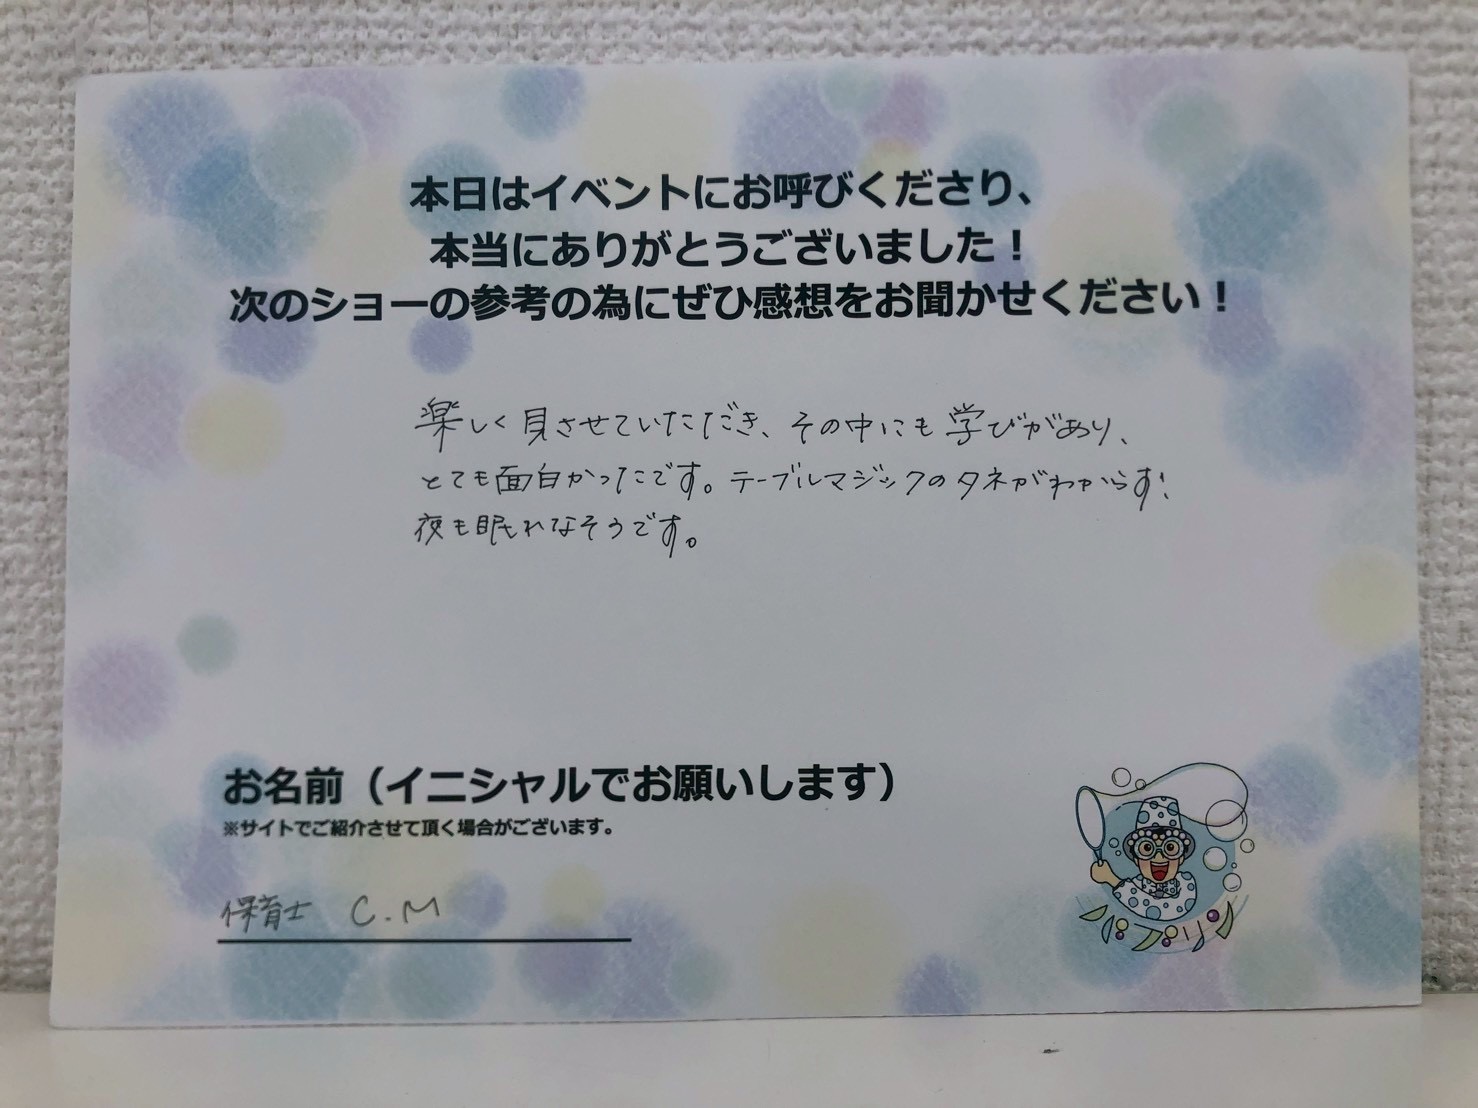 本日はイベントにお呼びくださり、
本当にありがとうございました！
次のショーの参考の為にぜひ感想をお聞かせください！
楽しく見させていただき、その中にも学びがあり、
とても面白かったです。テーブルマジックのタネがわからず！
夜も眠れなそうです。
お名前（イニシャルでお願いします）
※サイトでご紹介させて頂く場合がございます。
保育士 C.M